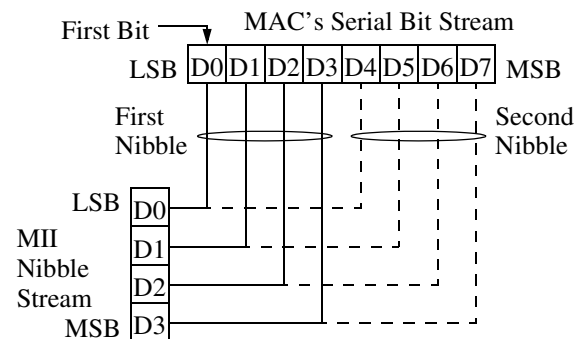 MAC's Serial Bit Stream
First Bit
LSB D0 D1 D2 D3 D4 D5 D6 D7 MSB
First
Nibble
Second
Nibble
LSB D0
MII
Nibble
Stream
D1
D2
MSB D3